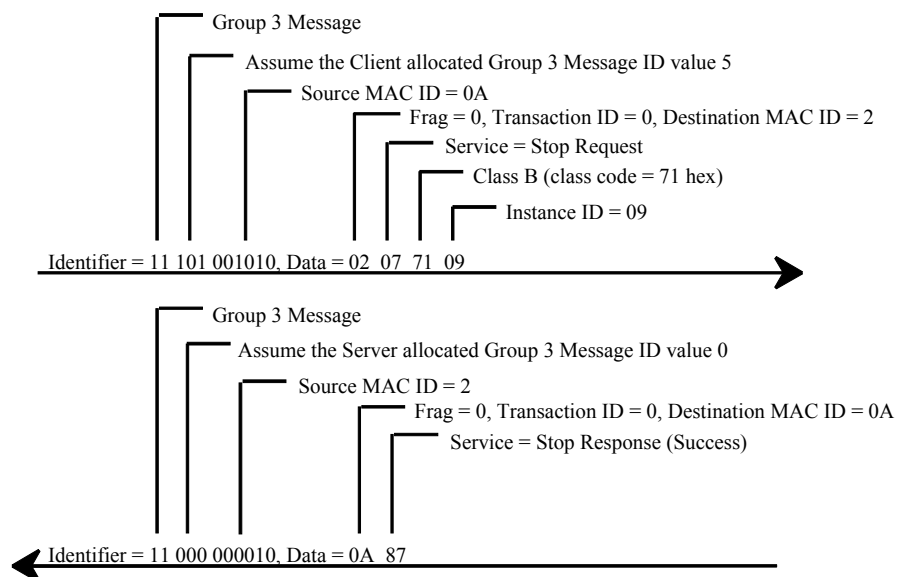 Group 3 Message
Assume the Client allocated Group 3 Message ID value 5
Source MAC ID = 0A
Frag = 0, Transaction ID = 0, Destination MAC ID = 2
Service = Stop Request
Class B (class code = 71 hex)
Instance ID = 09
Identifier = 11 101 001010, Data = 02 07 71 09
Group 3 Message
Assume the Server allocated Group 3 Message ID value 0
Source MAC ID = 2
Frag = 0, Transaction ID = 0, Destination MAC ID = 0A
Service = Stop Response (Success)
Identifier = 11 000 000010, Data = 0A 87